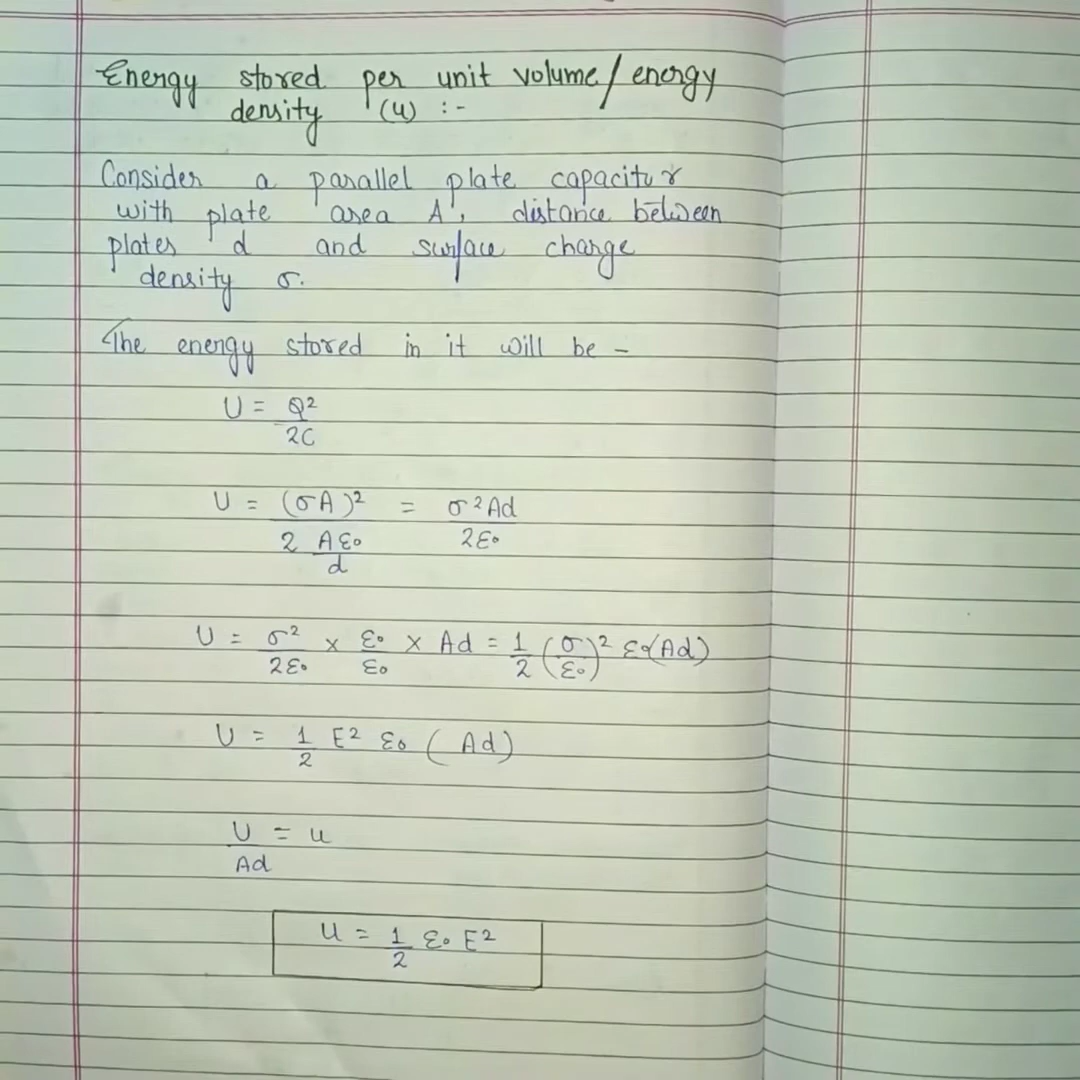 Energy stored per unit volume/energy
density (u) :-
Consider a parallel plate capacitor
with plate area A, distance between
plates d and surface charge
density σ.
The energy stored in it will be -
U = Q²/2C
U = (σA)²/(2 Aε₀/d) = σ²Ad/2ε₀
U = σ²/2ε₀ × ε₀/ε₀ × Ad = 1/2 (σ/ε₀)² ε₀(Ad)
U = 1/2 E² ε₀ (Ad)
U/Ad = u
u = 1/2 ε₀ E²